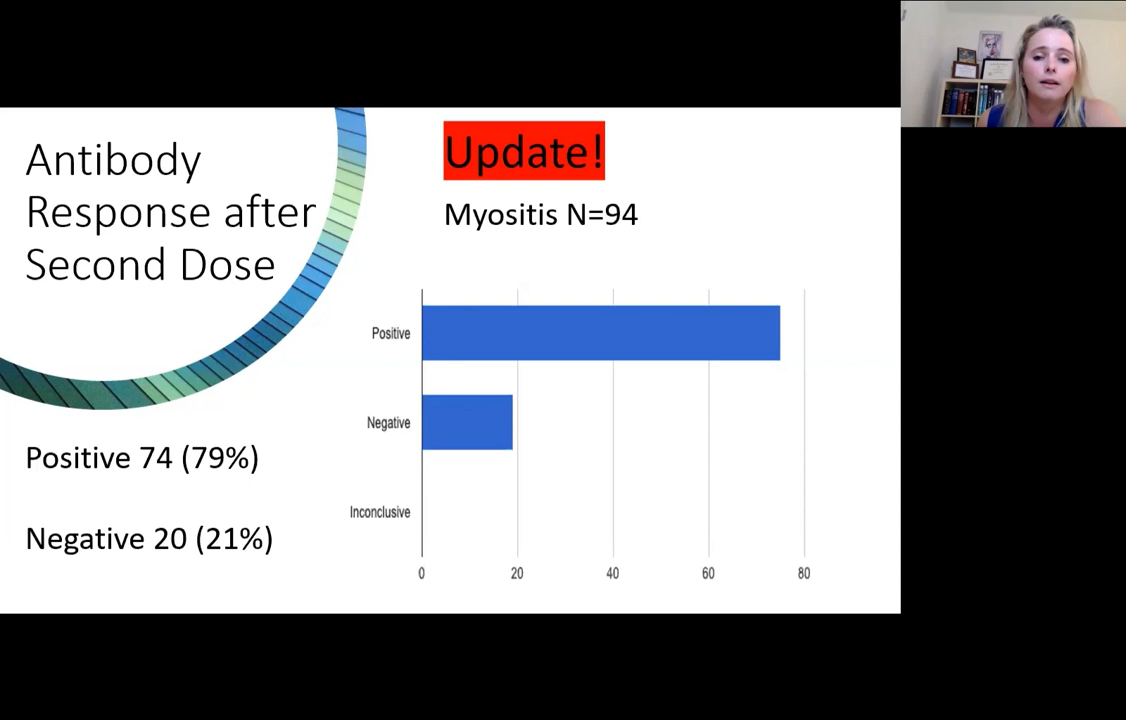 Antibody
Response after
Second Dose
Update!
Myositis N=94
Positive
Negative
Inconclusive
0 20 40 60 80
Positive 74 (79%)
Negative 20 (21%)